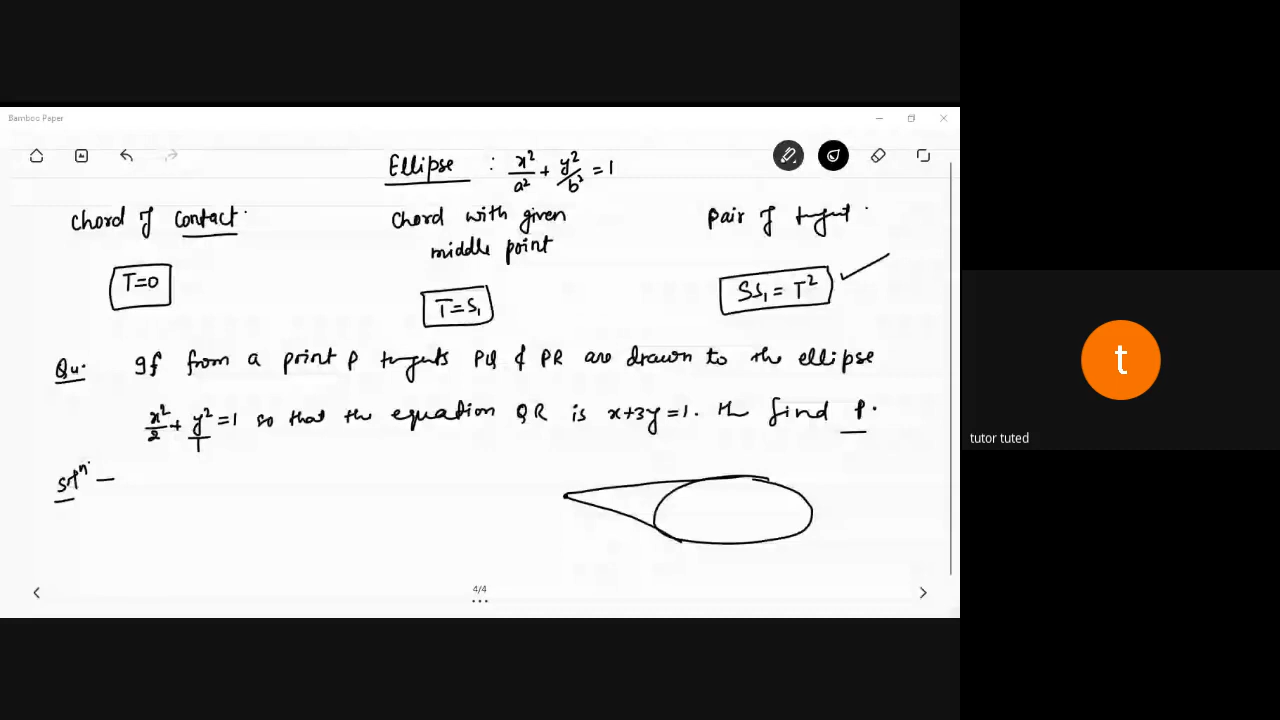 Bamboo Paper
Ellipse : x²/a² + y²/b² = 1
Chord of Contact.
T=0
Chord with given
middle point
T=S₁
Pair of tangent.
SS₁ = T²
Qu. If from a point P tangents PQ & PR are drawn to the ellipse
x²/2 + y²/1 = 1 so that the equation QR is x+3y=1. the find P.
Solⁿ —
4/4
t
tutor tuted